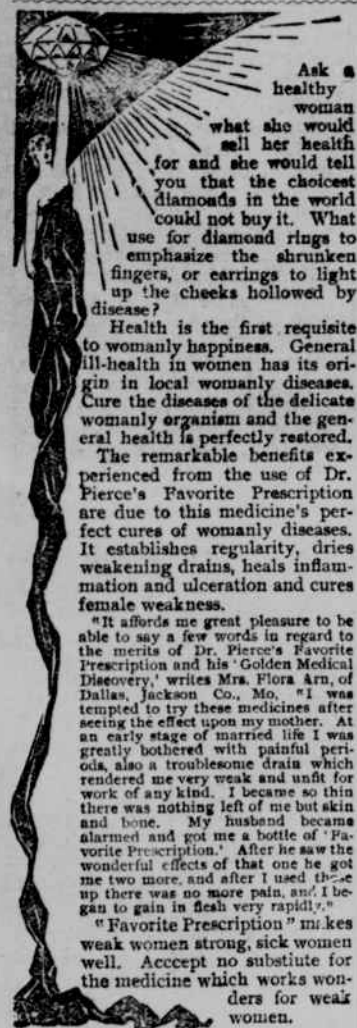 Ask a
healthy
woman
what she would
sell her health
for and she would tell
you that the choicest
diamonds in the world
could not buy it. What
use for diamond rings to
emphasize the shrunken
fingers, or earrings to light
up the cheeks hollowed by
disease?
Health is the first requisite
to womanly happiness. General
ill-health in women has its ori-
gin in local womanly diseases.
Cure the diseases of the delicate
womanly organism and the gen-
eral health is perfectly restored.
The remarkable benefits ex-
perienced from the use of Dr.
Pierce's Favorite Prescription
are due to this medicine's per-
fect cures of womanly diseases.
It establishes regularity, dries
weakening drains, heals inflam-
mation and ulceration and cures
female weakness.
"It affords me great pleasure to be
able to say a few words in regard to
the merits of Dr. Pierce's Favorite
Prescription and his 'Golden Medical
Discovery,' writes Mrs. Flora Arn, of
Dallas, Jackson Co., Mo. "I was
tempted to try these medicines after
seeing the effect upon my mother. At
an early stage of married life I was
greatly bothered with painful peri-
ods, also a troublesome drain which
rendered me very weak and unfit for
work of any kind. I became so thin
there was nothing left of me but skin
and bone. My husband became
alarmed and got me a bottle of 'Fa-
vorite Prescription.' After he saw the
wonderful effects of that one he got
me two more, and after I used those
up there was no more pain, and I be-
gan to gain in flesh very rapidly."
"Favorite Prescription" makes
weak women strong, sick women
well. Acccept no substiute for
the medicine which works won-
ders for weak
women.